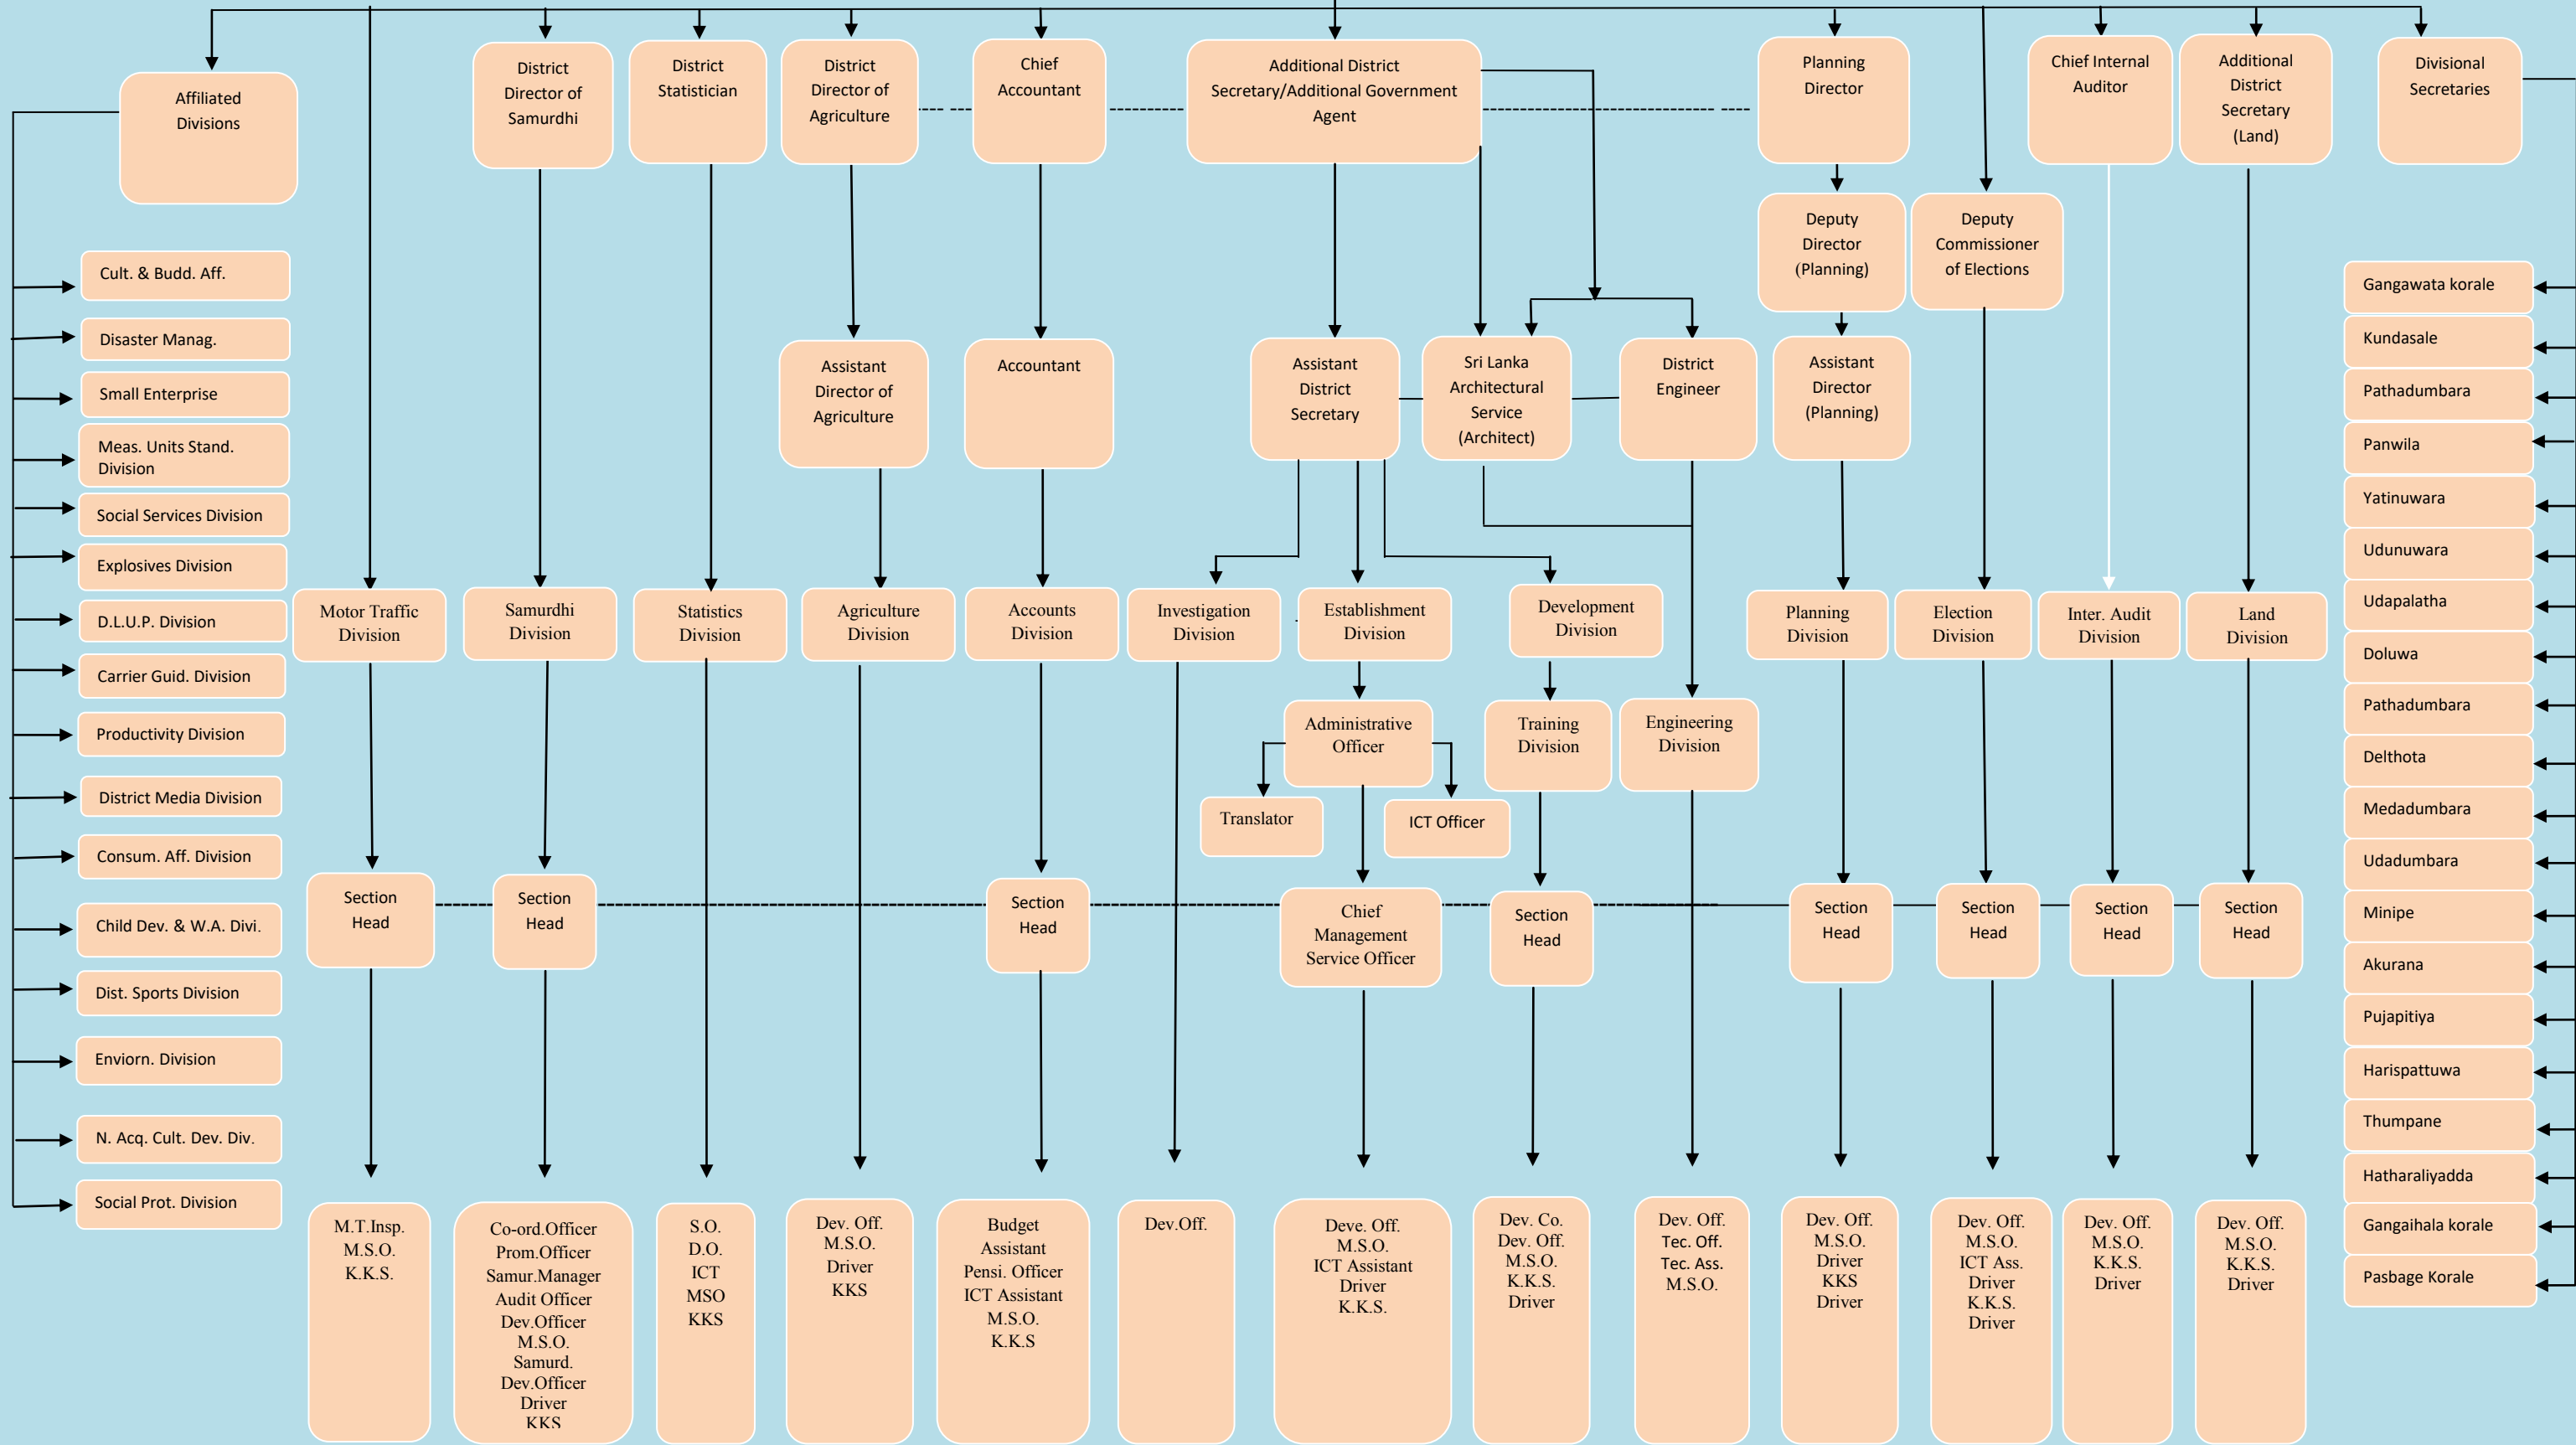 Affiliated
Divisions
District
Director of
Samurdhi
District
Statistician
District
Director of
Agriculture
Chief
Accountant
Additional District
Secretary/Additional Government
Agent
Planning
Director
Chief Internal
Auditor
Additional
District
Secretary
(Land)
Divisional
Secretaries
Deputy
Director
(Planning)
Deputy
Commissioner
of Elections
Assistant
Director of
Agriculture
Accountant
Assistant
District
Secretary
Sri Lanka
Architectural
Service
(Architect)
District
Engineer
Assistant
Director
(Planning)
Cult. & Budd. Aff.
Disaster Manag.
Small Enterprise
Meas. Units Stand.
Division
Social Services Division
Explosives Division
D.L.U.P. Division
Carrier Guid. Division
Productivity Division
District Media Division
Consum. Aff. Division
Child Dev. & W.A. Divi.
Dist. Sports Division
Enviorn. Division
N. Acq. Cult. Dev. Div.
Social Prot. Division
Motor Traffic
Division
Samurdhi
Division
Statistics
Division
Agriculture
Division
Accounts
Division
Investigation
Division
Establishment
Division
Development
Division
Planning
Division
Election
Division
Inter. Audit
Division
Land
Division
Administrative
Officer
Training
Division
Engineering
Division
Translator
ICT Officer
Section
Head
Section
Head
Section
Head
Chief
Management
Service Officer
Section
Head
Section
Head
Section
Head
Section
Head
Section
Head
M.T.Insp.
M.S.O.
K.K.S.
Co-ord.Officer
Prom.Officer
Samur.Manager
Audit Officer
Dev.Officer
M.S.O.
Samurd.
Dev.Officer
Driver
KKS
S.O.
D.O.
ICT
MSO
KKS
Dev. Off.
M.S.O.
Driver
KKS
Budget
Assistant
Pensi. Officer
ICT Assistant
M.S.O.
K.K.S
Dev.Off.
Deve. Off.
M.S.O.
ICT Assistant
Driver
K.K.S.
Dev. Co.
Dev. Off.
M.S.O.
K.K.S.
Driver
Dev. Off.
Tec. Off.
Tec. Ass.
M.S.O.
Dev. Off.
M.S.O.
Driver
KKS
Driver
Dev. Off.
M.S.O.
ICT Ass.
Driver
K.K.S.
Driver
Dev. Off.
M.S.O.
K.K.S.
Driver
Dev. Off.
M.S.O.
K.K.S.
Driver
Gangawata korale
Kundasale
Pathadumbara
Panwila
Yatinuwara
Udunuwara
Udapalatha
Doluwa
Pathadumbara
Delthota
Medadumbara
Udadumbara
Minipe
Akurana
Pujapitiya
Harispattuwa
Thumpane
Hatharaliyadda
Gangaihala korale
Pasbage Korale